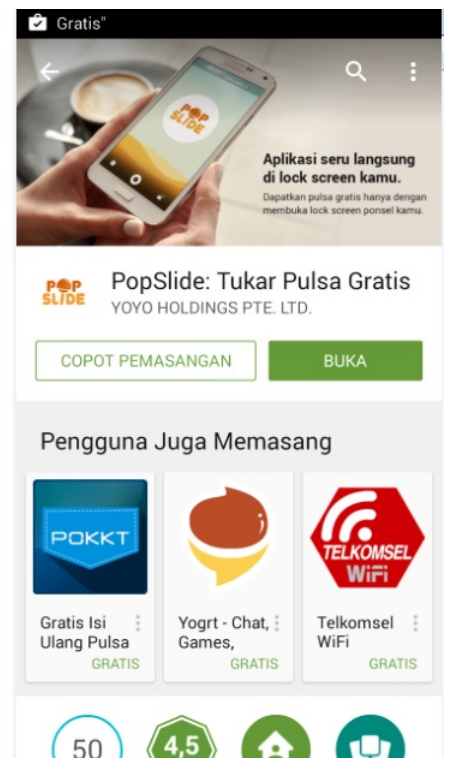 Gratis"
POP
SLIDE
Aplikasi seru langsung
di lock screen kamu.
Dapatkan pulsa gratis hanya dengan
membuka lock screen ponsel kamu.
POP
SLIDE
PopSlide: Tukar Pulsa Gratis
YOYO HOLDINGS PTE. LTD.
COPOT PEMASANGAN
BUKA
Pengguna Juga Memasang
POKKT
TELKOMSEL
WiFi
Gratis Isi
Ulang Pulsa
GRATIS
Yogrt - Chat,
Games,
GRATIS
Telkomsel
WiFi
GRATIS
50
4,5